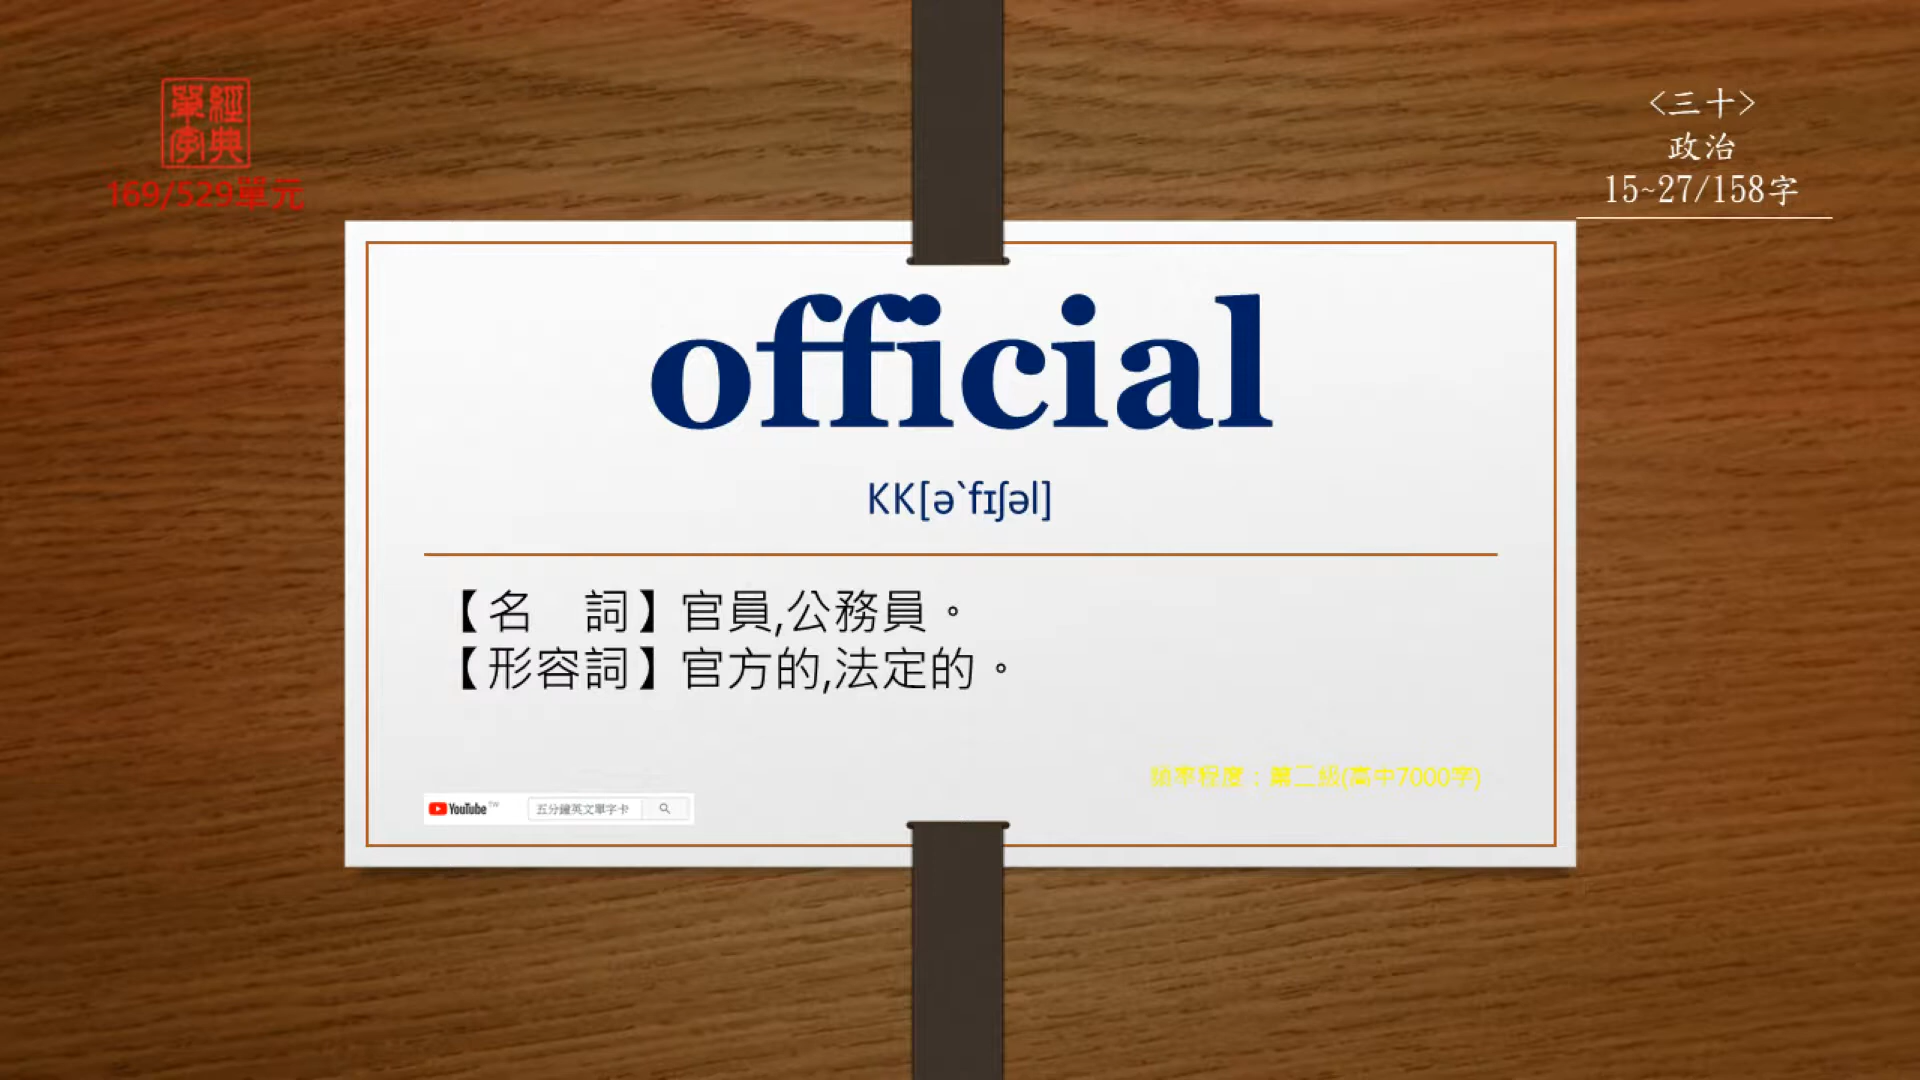 經典
單字
169/529單元
<三十>
政治
15~27/158字
official
KK[ə`fɪʃəl]
【名　詞】官員,公務員。
【形容詞】官方的,法定的。
頻率程度：第二級(高中7000字)
YouTube TW
五分鐘英文單字卡